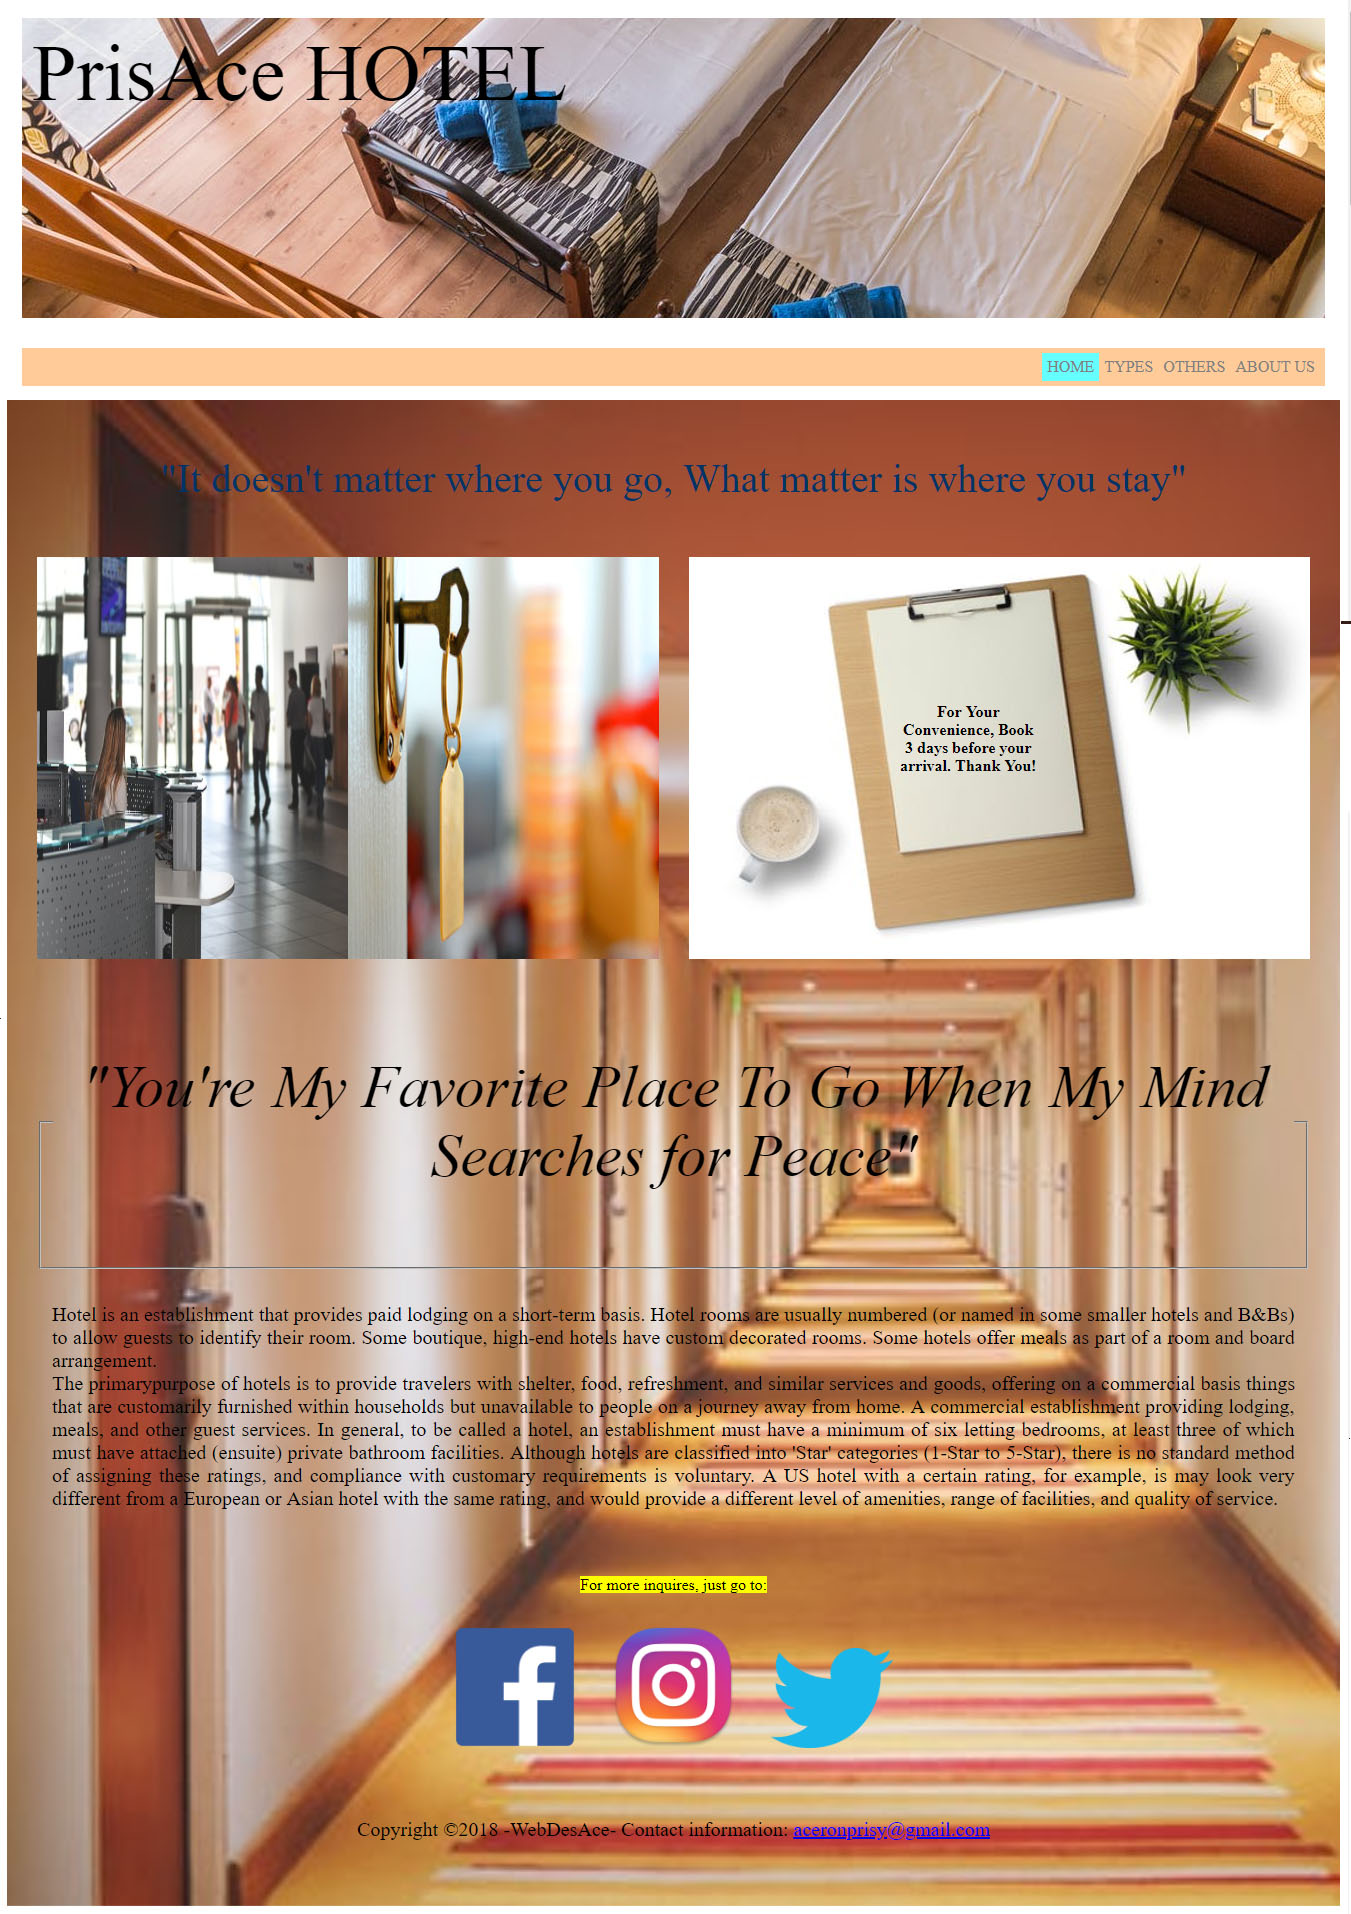 PrisAce HOTEL
HOME TYPES OTHERS ABOUT US
"It doesn't matter where you go, What matter is where you stay"
For Your
Convenience, Book
3 days before your
arrival. Thank You!
"You're My Favorite Place To Go When My Mind
Searches for Peace"
Hotel is an establishment that provides paid lodging on a short-term basis. Hotel rooms are usually numbered (or named in some smaller hotels and B&Bs)
to allow guests to identify their room. Some boutique, high-end hotels have custom decorated rooms. Some hotels offer meals as part of a room and board
arrangement.
The primarypurpose of hotels is to provide travelers with shelter, food, refreshment, and similar services and goods, offering on a commercial basis things
that are customarily furnished within households but unavailable to people on a journey away from home. A commercial establishment providing lodging,
meals, and other guest services. In general, to be called a hotel, an establishment must have a minimum of six letting bedrooms, at least three of which
must have attached (ensuite) private bathroom facilities. Although hotels are classified into 'Star' categories (1-Star to 5-Star), there is no standard method
of assigning these ratings, and compliance with customary requirements is voluntary. A US hotel with a certain rating, for example, is may look very
different from a European or Asian hotel with the same rating, and would provide a different level of amenities, range of facilities, and quality of service.
For more inquires, just go to:
Copyright ©2018 -WebDesAce- Contact information: aceronprisy@gmail.com